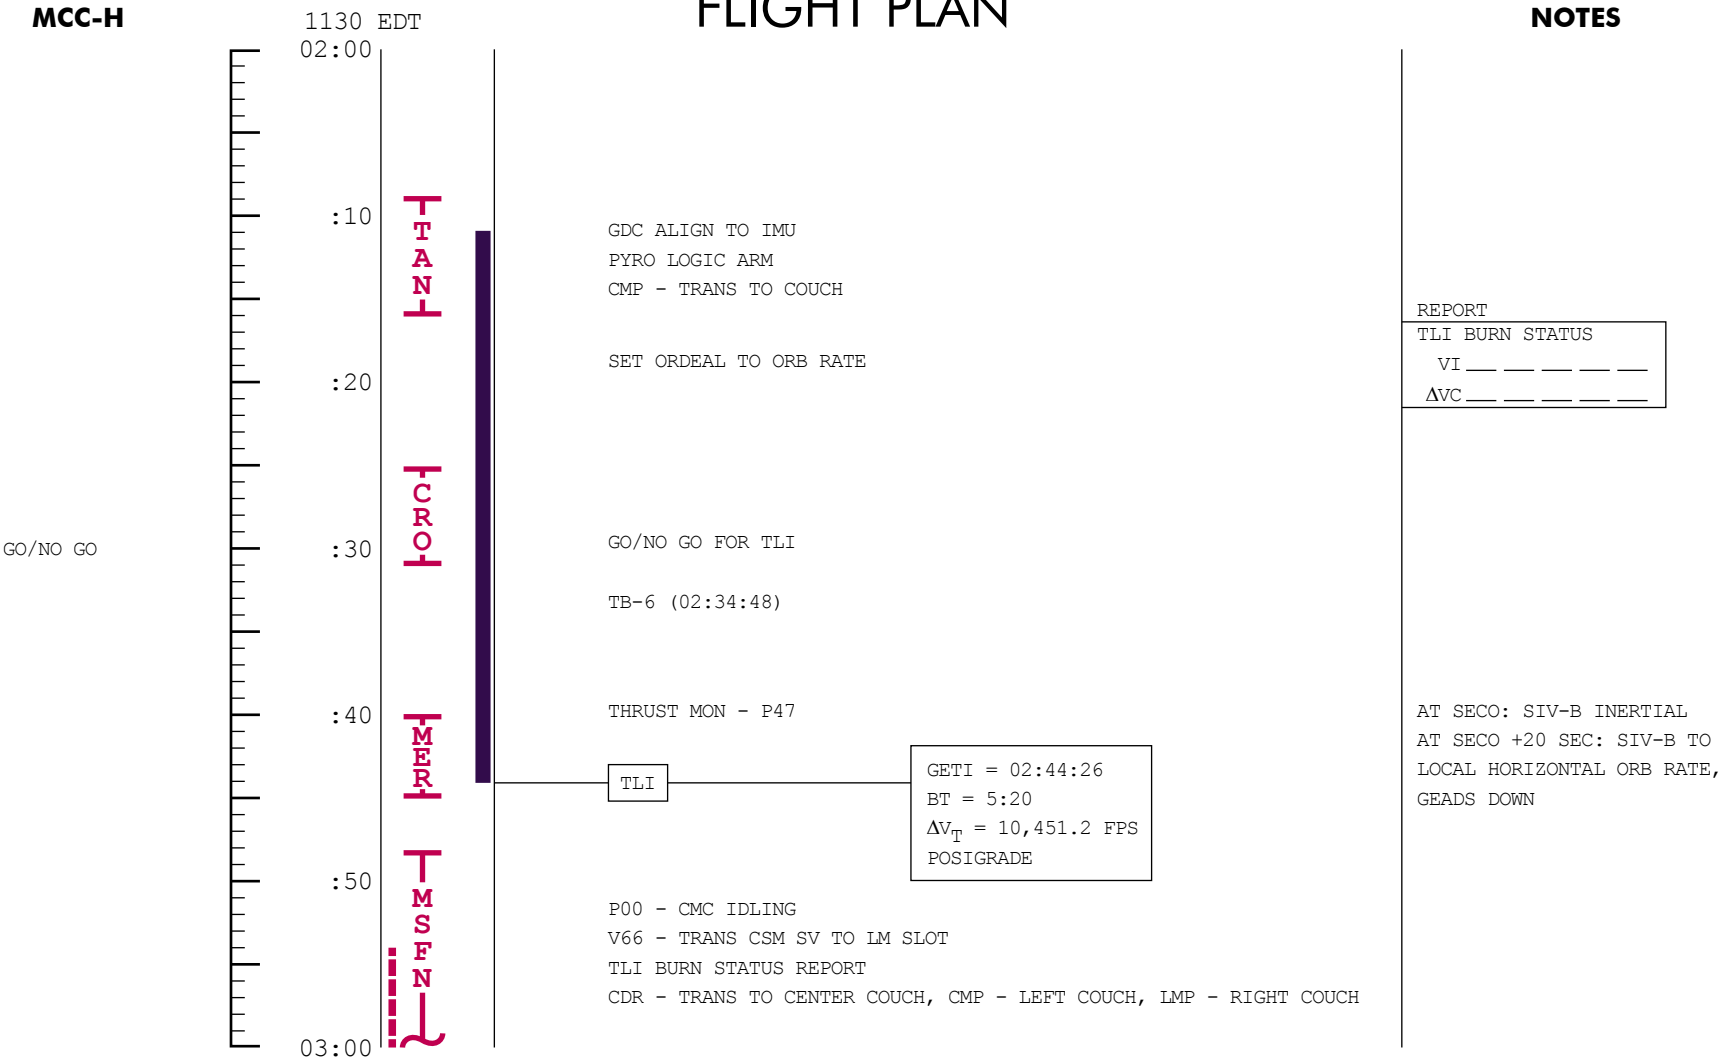 MCC-H
1130 EDT
FLIGHT PLAN
NOTES
02:00
:10
TAN
GDC ALIGN TO IMU
PYRO LOGIC ARM
CMP - TRANS TO COUCH
REPORT
TLI BURN STATUS
VI
ΔVC
SET ORDEAL TO ORB RATE
:20
CRO
GO/NO GO
:30
GO/NO GO FOR TLI
TB-6 (02:34:48)
:40
MER
THRUST MON - P47
AT SECO: SIV-B INERTIAL
AT SECO +20 SEC: SIV-B TO
LOCAL HORIZONTAL ORB RATE,
GEADS DOWN
TLI
GETI = 02:44:26
BT = 5:20
ΔVT = 10,451.2 FPS
POSIGRADE
:50
MSFN
P00 - CMC IDLING
V66 - TRANS CSM SV TO LM SLOT
TLI BURN STATUS REPORT
CDR - TRANS TO CENTER COUCH, CMP - LEFT COUCH, LMP - RIGHT COUCH
03:00